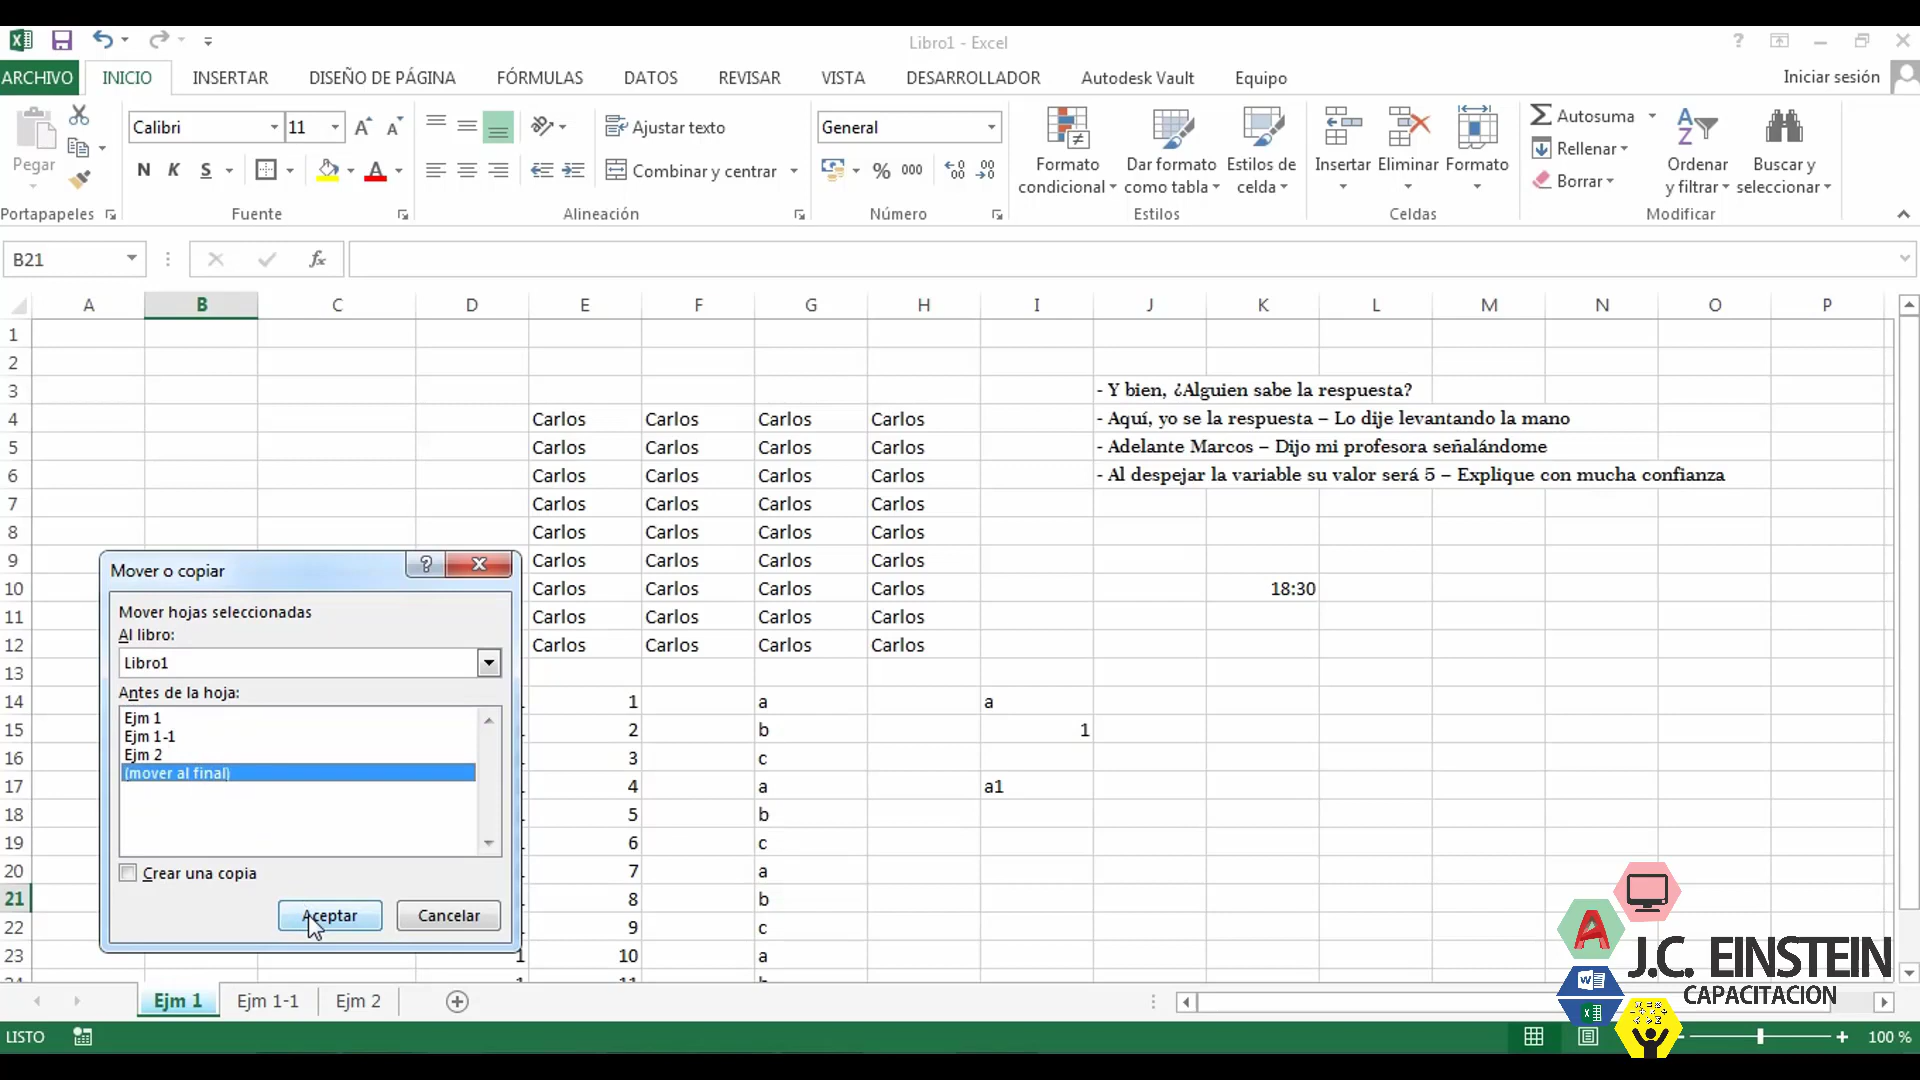 Libro1 - Excel
ARCHIVO INICIO INSERTAR DISEÑO DE PÁGINA FÓRMULAS DATOS REVISAR VISTA DESARROLLADOR Autodesk Vault Equipo Iniciar sesión
Pegar
Portapapeles
Calibri 11
N K S
Fuente
Ajustar texto
Combinar y centrar
Alineación
General
% 000
Número
Formato condicional
Dar formato como tabla
Estilos de celda
Estilos
Insertar Eliminar Formato
Celdas
Autosuma
Rellenar
Borrar
Ordenar y filtrar
Buscar y seleccionar
Modificar
B21 fx
A B C D E F G H I J K L M N O P
1
2
3 - Y bien, ¿Alguien sabe la respuesta?
4 Carlos Carlos Carlos Carlos - Aquí, yo se la respuesta – Lo dije levantando la mano
5 Carlos Carlos Carlos Carlos - Adelante Marcos – Dijo mi profesora señalándome
6 Carlos Carlos Carlos Carlos - Al despejar la variable su valor será 5 – Explique con mucha confianza
7 Carlos Carlos Carlos Carlos
8 Carlos Carlos Carlos Carlos
9 Carlos Carlos Carlos Carlos
10 Carlos Carlos Carlos Carlos 18:30
11 Carlos Carlos Carlos Carlos
12 Carlos Carlos Carlos Carlos
13
14 1 a a
15 2 b 1
16 3 c
17 4 a a1
18 5 b
19 6 c
20 7 a
21 8 b
22 9 c
23 1 10 a
Mover o copiar
Mover hojas seleccionadas
Al libro:
Libro1
Antes de la hoja:
Ejm 1
Ejm 1-1
Ejm 2
(mover al final)
Crear una copia
Aceptar Cancelar
Ejm 1 Ejm 1-1 Ejm 2
LISTO 100 %
A
J.C. EINSTEIN
CAPACITACION